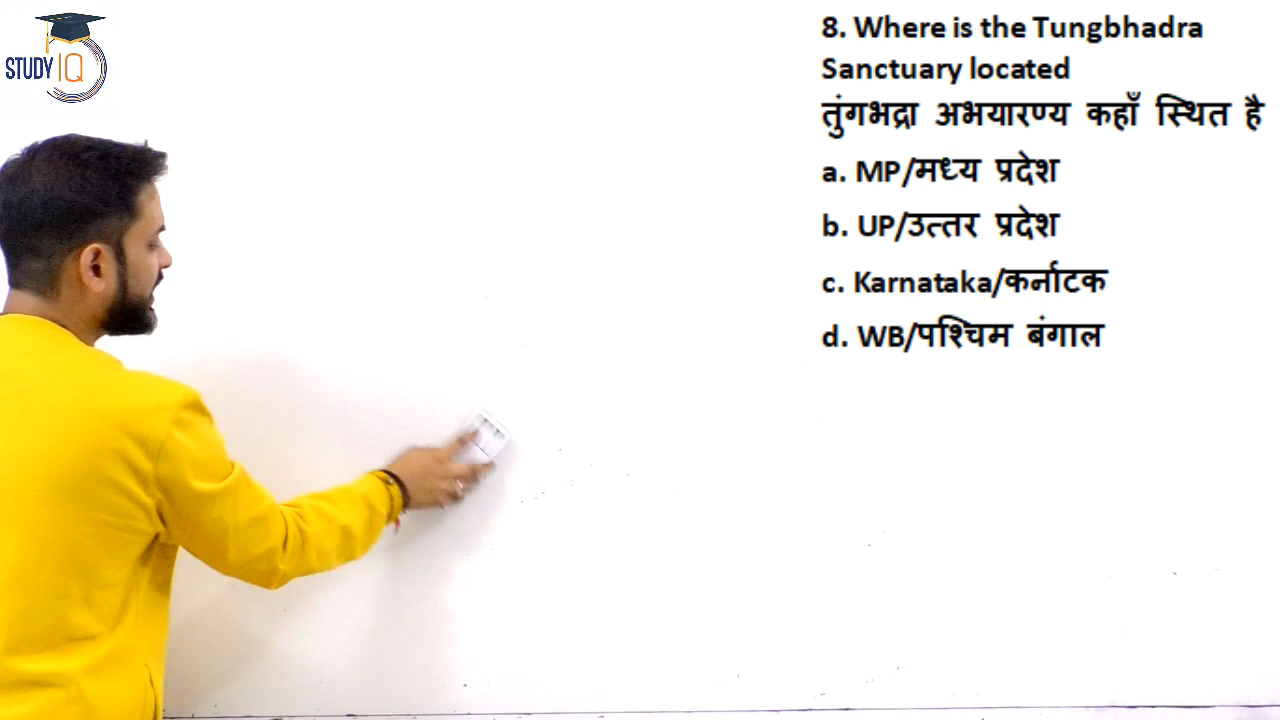 STUDY IQ
8. Where is the Tungbhadra
Sanctuary located
तुंगभद्रा अभयारण्य कहाँ स्थित है
a. MP/मध्य प्रदेश
b. UP/उत्तर प्रदेश
c. Karnataka/कर्नाटक
d. WB/पश्चिम बंगाल